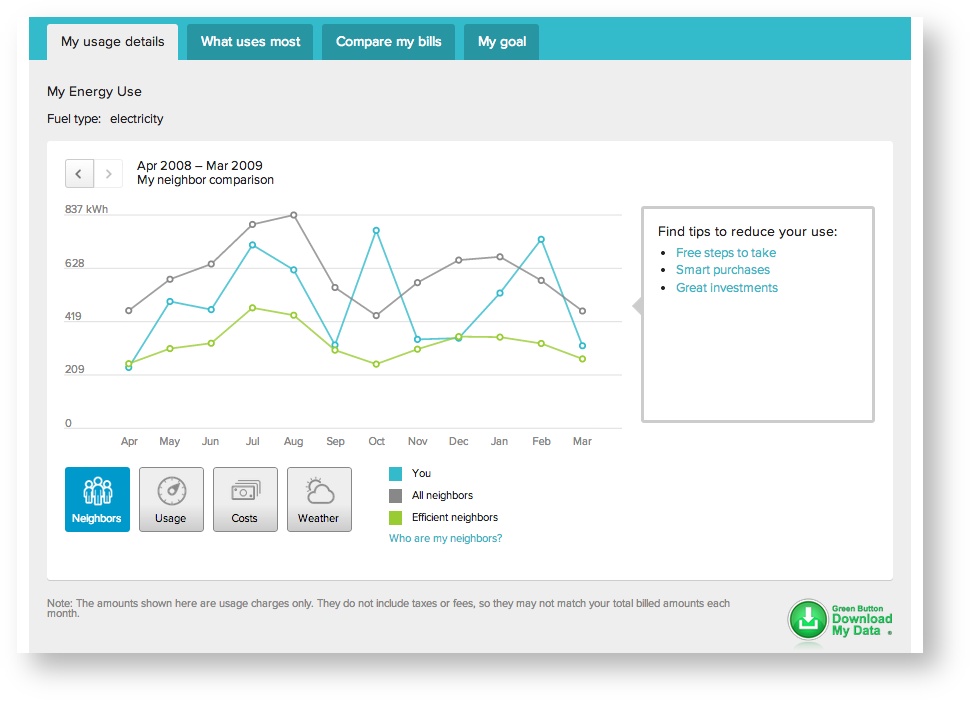 My usage details
What uses most
Compare my bills
My goal
My Energy Use
Fuel type: electricity
Apr 2008 – Mar 2009
My neighbor comparison
837 kWh
628
419
209
0
Apr May Jun Jul Aug Sep Oct Nov Dec Jan Feb Mar
Find tips to reduce your use:
• Free steps to take
• Smart purchases
• Great investments
Neighbors
Usage
Costs
Weather
You
All neighbors
Efficient neighbors
Who are my neighbors?
Note: The amounts shown here are usage charges only. They do not include taxes or fees, so they may not match your total billed amounts each
month.
Green Button
Download
My Data